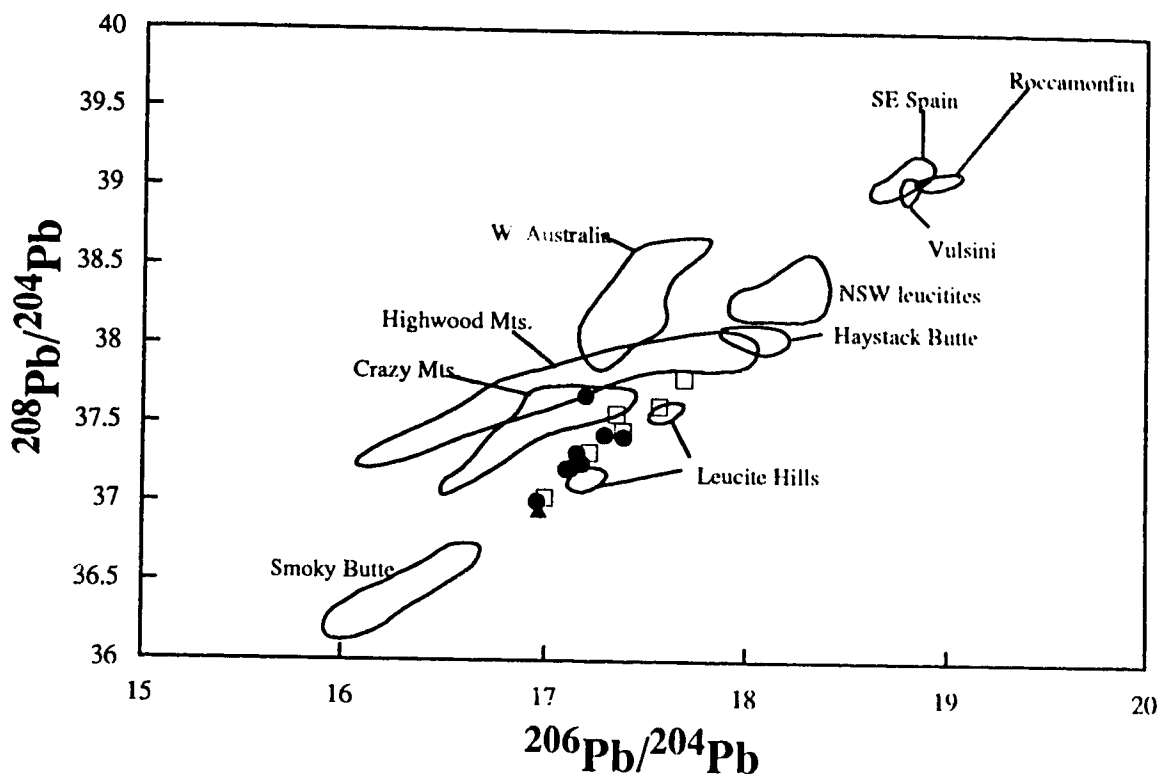 40
39.5
39
38.5
38
37.5
37
36.5
36
208Pb/204Pb
Roccamonfin
SE Spain
Vulsini
W. Australia
NSW leucitites
Highwood Mts.
Haystack Butte
Crazy Mts.
Leucite Hills
Smoky Butte
15
16
17
18
19
20
206Pb/204Pb